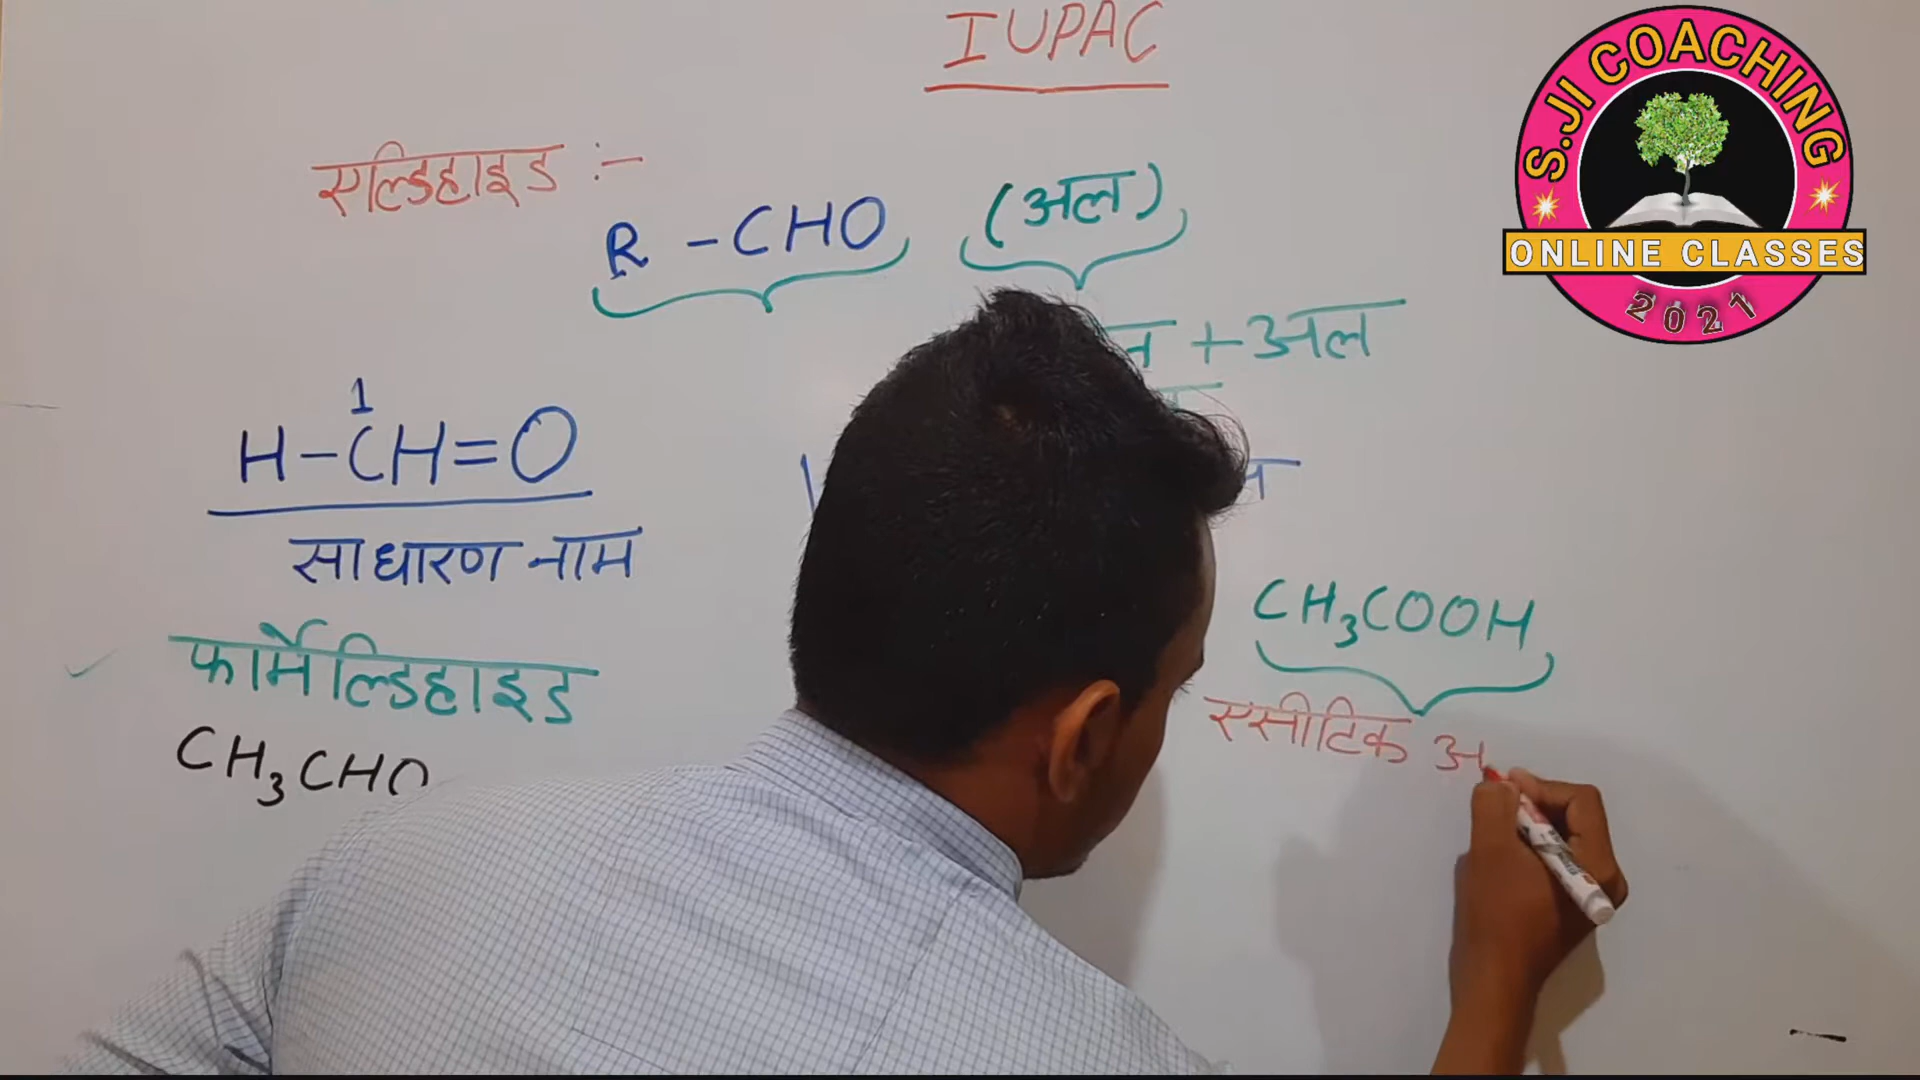 IUPAC
एल्डिहाइड :-
R - CHO (अल)
+ अल
1
H-CH=O
साधारण नाम
फार्मेल्डिहाइड
CH3CHO
CH3COOH
एसीटिक अ
S.JI COACHING
ONLINE CLASSES
2021